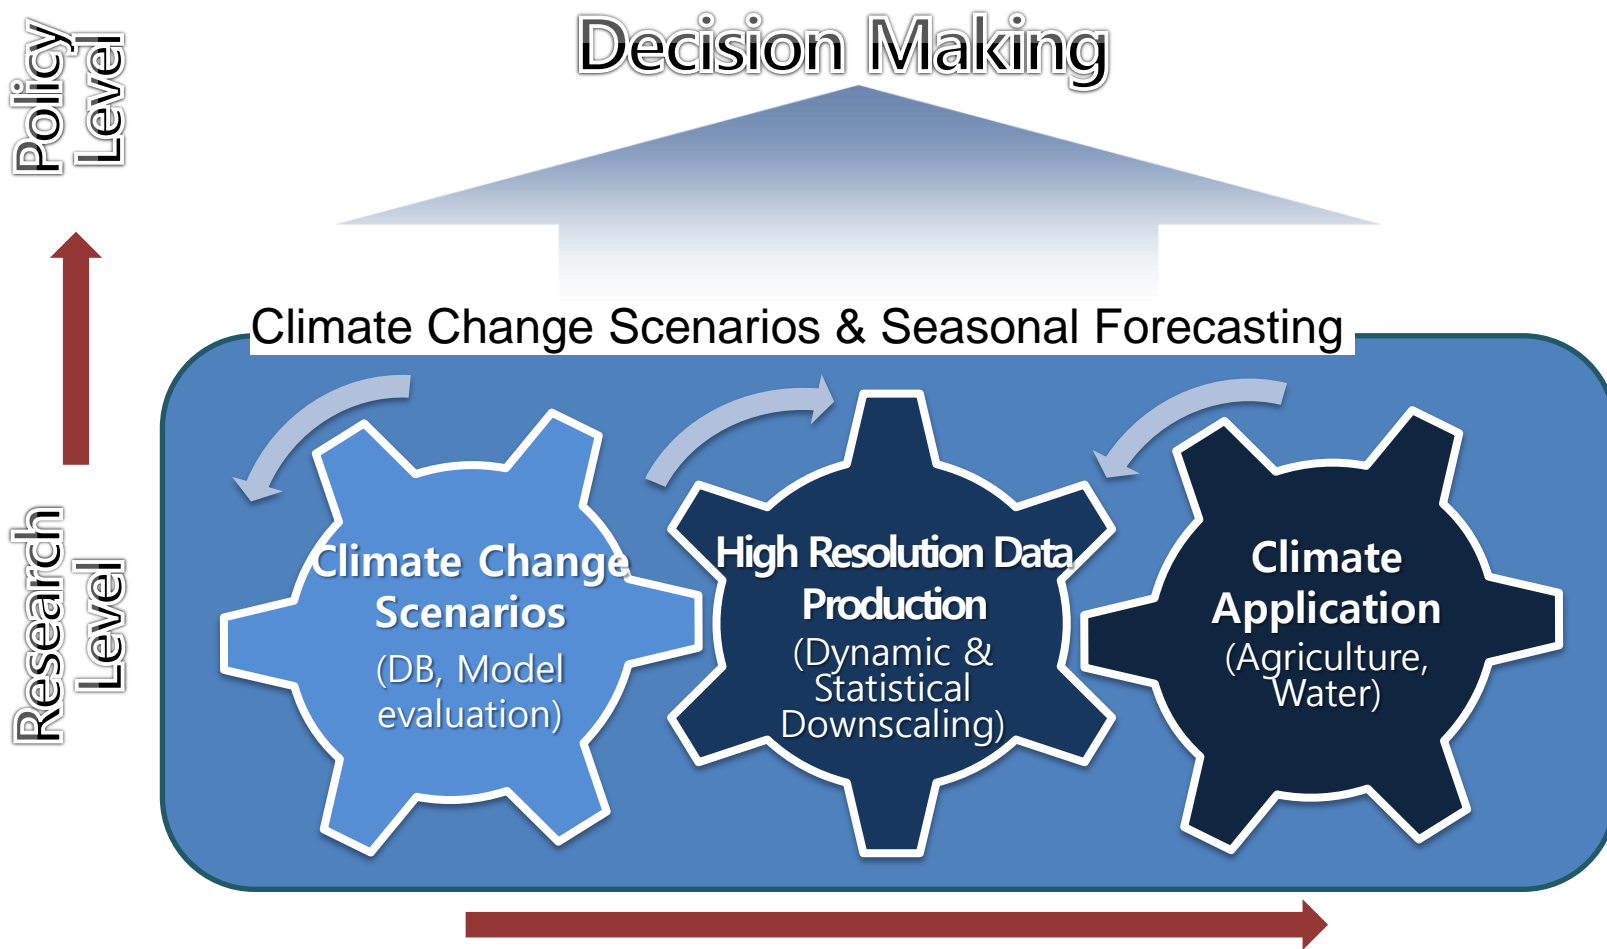 Policy
Level
Decision Making
Climate Change Scenarios & Seasonal Forecasting
Research
Level
Climate Change
Scenarios
(DB, Model
evaluation)
High Resolution Data
Production
(Dynamic &
Statistical
Downscaling)
Climate
Application
(Agriculture,
Water)